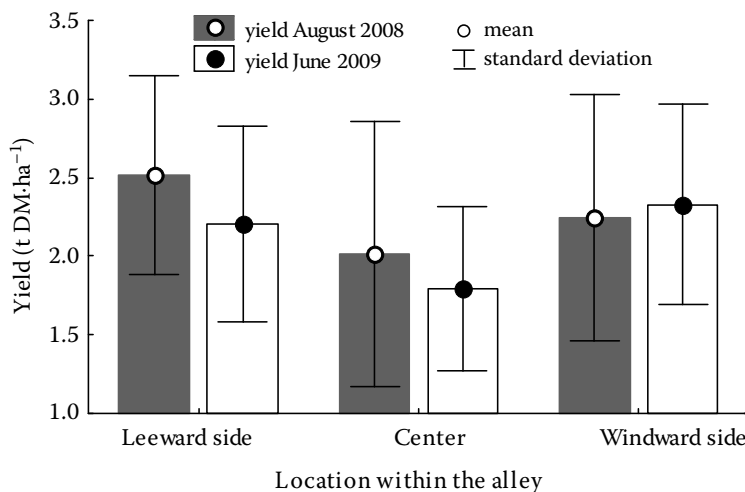 yield August 2008
mean
yield June 2009
standard deviation
3.5
3.0
2.5
2.0
1.5
1.0
Yield (t DM·ha⁻¹)
Leeward side
Center
Windward side
Location within the alley